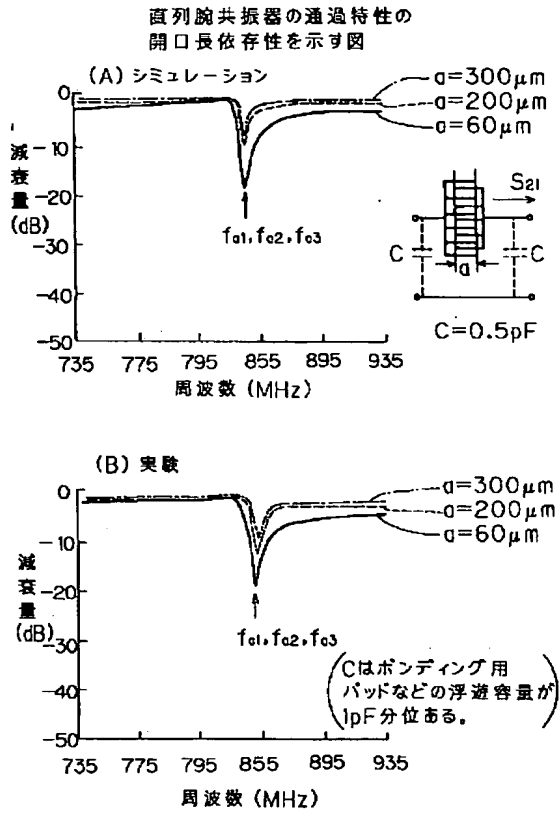 直列腕共振器の通過特性の
開口長依存性を示す図
(A) シミュレーション
0
-10
-20
-30
-40
-50
減衰量
(dB)
a=300μm
a=200μm
a=60μm
fa1,fa2,fa3
S21
C
a
C
C=0.5pF
735 775 795 855 895 935
周波数 (MHz)
(B) 実験
0
-10
-20
-30
-40
-50
減衰量
(dB)
a=300μm
a=200μm
a=60μm
fa1,fa2,fa3
Cはボンディング用
パッドなどの浮遊容量が
1pF分位ある。
735 775 795 855 895 935
周波数 (MHz)